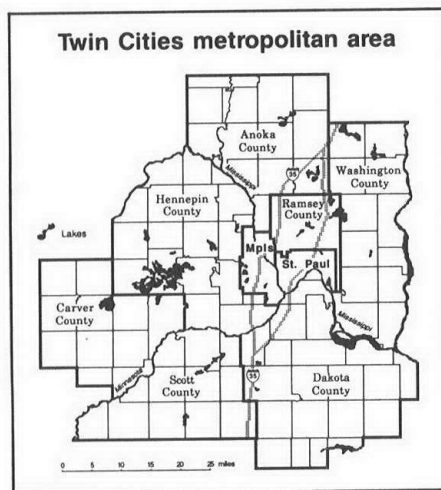 Twin Cities metropolitan area
Anoka
County
Mississippi
35
Washington
County
Hennepin
County
Ramsey
County
Lakes
Mpls
St. Paul
Carver
County
Mississippi
Minnesota
Scott
County
35
Dakota
County
0 5 10 15 20 25 miles